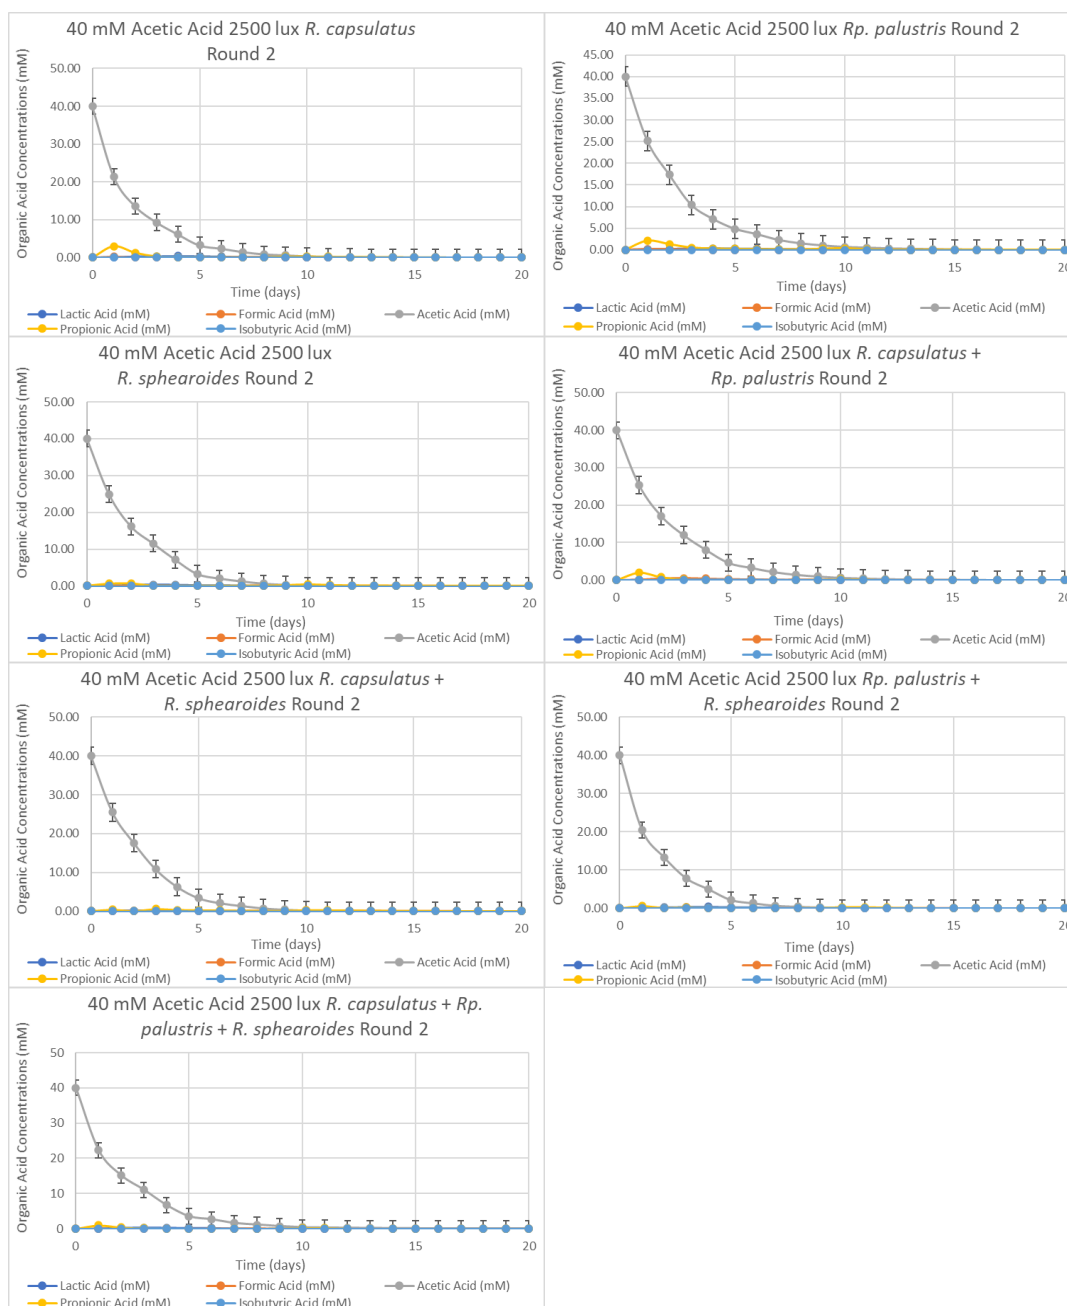 40 mM Acetic Acid 2500 lux R. capsulatus
Round 2
Organic Acid Concentrations (mM)
50.00
40.00
30.00
20.00
10.00
0.00
0 5 10 15 20
Time (days)
Lactic Acid (mM) Formic Acid (mM) Acetic Acid (mM)
Propionic Acid (mM) Isobutyric Acid (mM)
40 mM Acetic Acid 2500 lux Rp. palustris Round 2
Organic Acid Concentrations (mM)
45.00
40.00
35.00
30.00
25.00
20.00
15.00
10.00
5.00
0.00
0 5 10 15 20
Time (days)
Lactic Acid (mM) Formic Acid (mM) Acetic Acid (mM)
Propionic Acid (mM) Isobutyric Acid (mM)
40 mM Acetic Acid 2500 lux
R. sphearoides Round 2
Organic Acid Concentrations (mM)
50.00
40.00
30.00
20.00
10.00
0.00
0 5 10 15 20
Time (days)
Lactic Acid (mM) Formic Acid (mM) Acetic Acid (mM)
Propionic Acid (mM) Isobutyric Acid (mM)
40 mM Acetic Acid 2500 lux R. capsulatus +
Rp. palustris Round 2
Organic Acid Concentrations (mM)
50.00
40.00
30.00
20.00
10.00
0.00
0 5 10 15 20
Time (days)
Lactic Acid (mM) Formic Acid (mM) Acetic Acid (mM)
Propionic Acid (mM) Isobutyric Acid (mM)
40 mM Acetic Acid 2500 lux R. capsulatus +
R. sphearoides Round 2
Organic Acid Concentrations (mM)
50.00
40.00
30.00
20.00
10.00
0.00
0 5 10 15 20
Time (days)
Lactic Acid (mM) Formic Acid (mM) Acetic Acid (mM)
Propionic Acid (mM) Isobutyric Acid (mM)
40 mM Acetic Acid 2500 lux Rp. palustris +
R. sphearoides Round 2
Organic Acid Concentrations (mM)
50.00
40.00
30.00
20.00
10.00
0.00
0 5 10 15 20
Time (days)
Lactic Acid (mM) Formic Acid (mM) Acetic Acid (mM)
Propionic Acid (mM) Isobutyric Acid (mM)
40 mM Acetic Acid 2500 lux R. capsulatus + Rp.
palustris + R. sphearoides Round 2
Organic Acid Concentrations (mM)
50
40
30
20
10
0
0 5 10 15 20
Time (days)
Lactic Acid (mM) Formic Acid (mM) Acetic Acid (mM)
Propionic Acid (mM) Isobutyric Acid (mM)